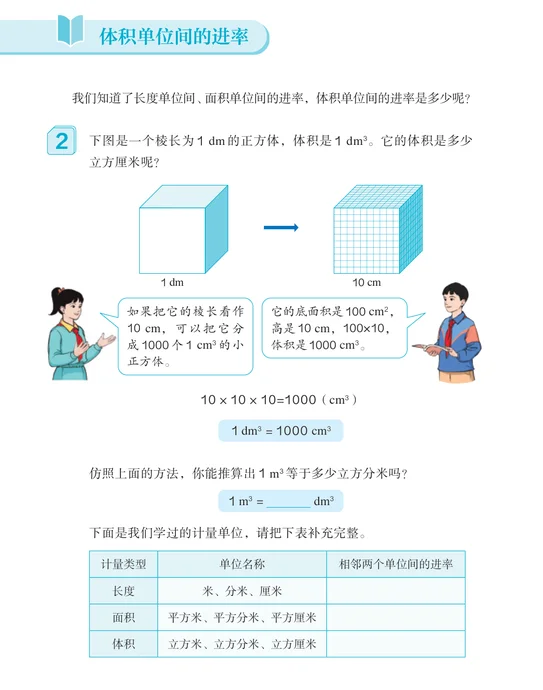 体积单位间的进率
我们知道了长度单位间、面积单位间的进率，体积单位间的进率是多少呢？
2
下图是一个棱长为 1 dm 的正方体，体积是 1 dm³。它的体积是多少
立方厘米呢？
1 dm
10 cm
如果把它的棱长看作
10 cm，可以把它分
成 1000 个 1 cm³ 的小
正方体。
它的底面积是 100 cm²，
高是 10 cm，100×10，
体积是 1000 cm³。
10 × 10 × 10=1000（cm³）
1 dm³ = 1000 cm³
仿照上面的方法，你能推算出 1 m³ 等于多少立方分米吗？
1 m³ = ______ dm³
下面是我们学过的计量单位，请把下表补充完整。
计量类型 单位名称 相邻两个单位间的进率
长度 米、分米、厘米
面积 平方米、平方分米、平方厘米
体积 立方米、立方分米、立方厘米